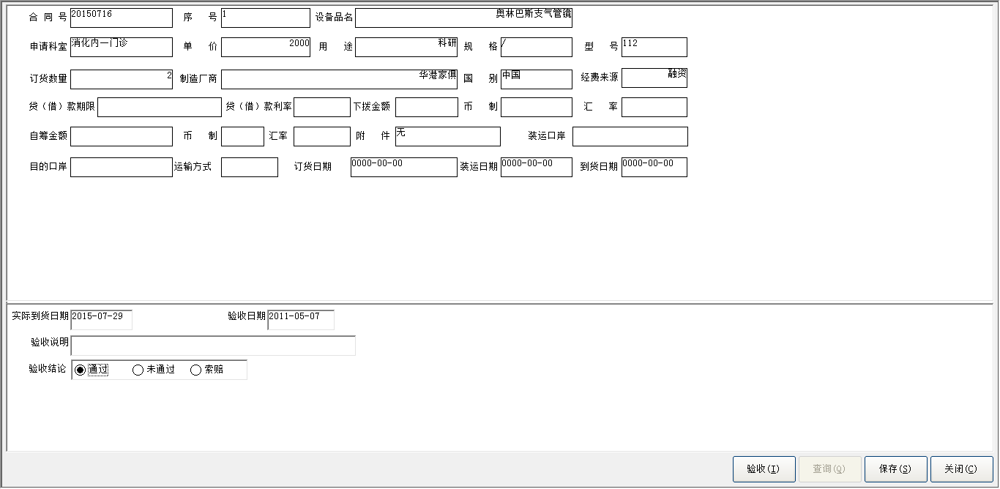 合 同 号 20150716 序 号 1 设备品名 奥林巴斯支气管镜
申请科室 消化内一门诊 单 价 2000 用 途 科研 规 格 / 型 号 112
订货数量 2 制造厂商 华港家俱 国 别 中国 经费来源 融资
贷（借）款期限 贷（借）款利率 下拨金额 币 制 汇 率
自筹金额 币 制 汇率 附 件 无 装运口岸
目的口岸 运输方式 订货日期 0000-00-00 装运日期 0000-00-00 到货日期 0000-00-00
实际到货日期 2015-07-29 验收日期 2011-05-07
验收说明
验收结论 通过 未通过 索赔
验收(I) 查询(Q) 保存(S) 关闭(C)